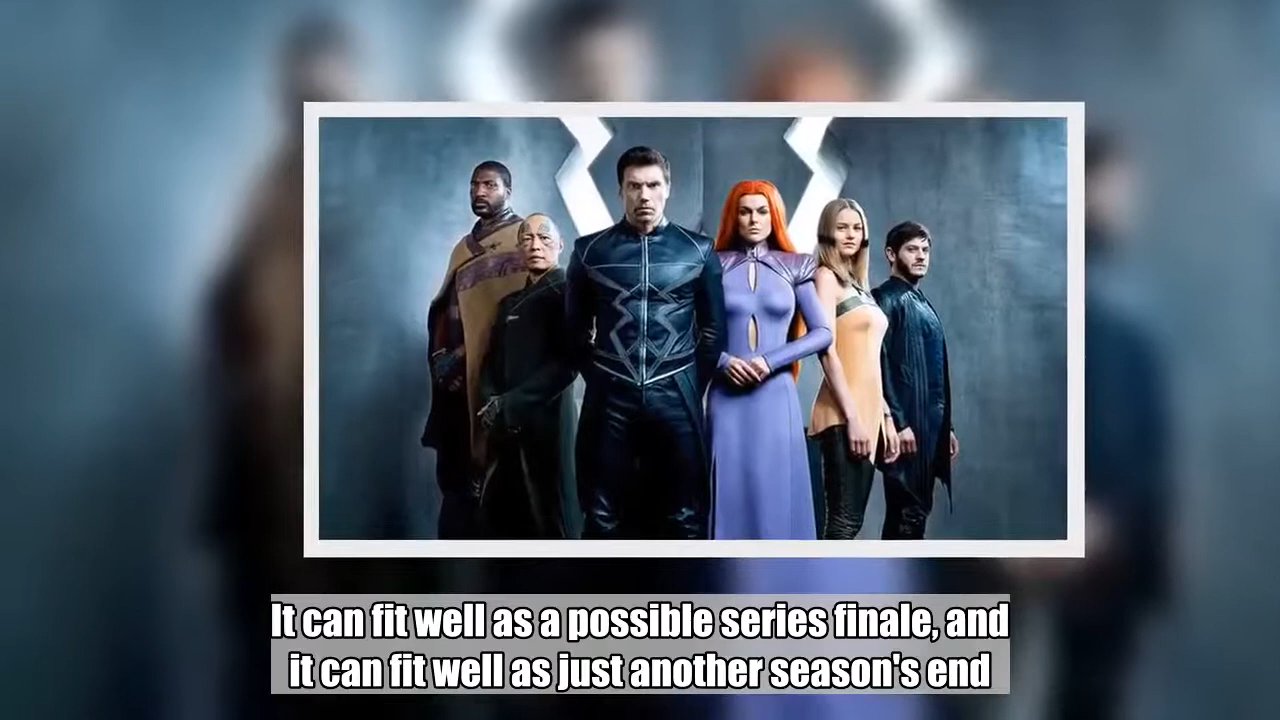 It can fit well as a possible series finale, and
it can fit well as just another season's end